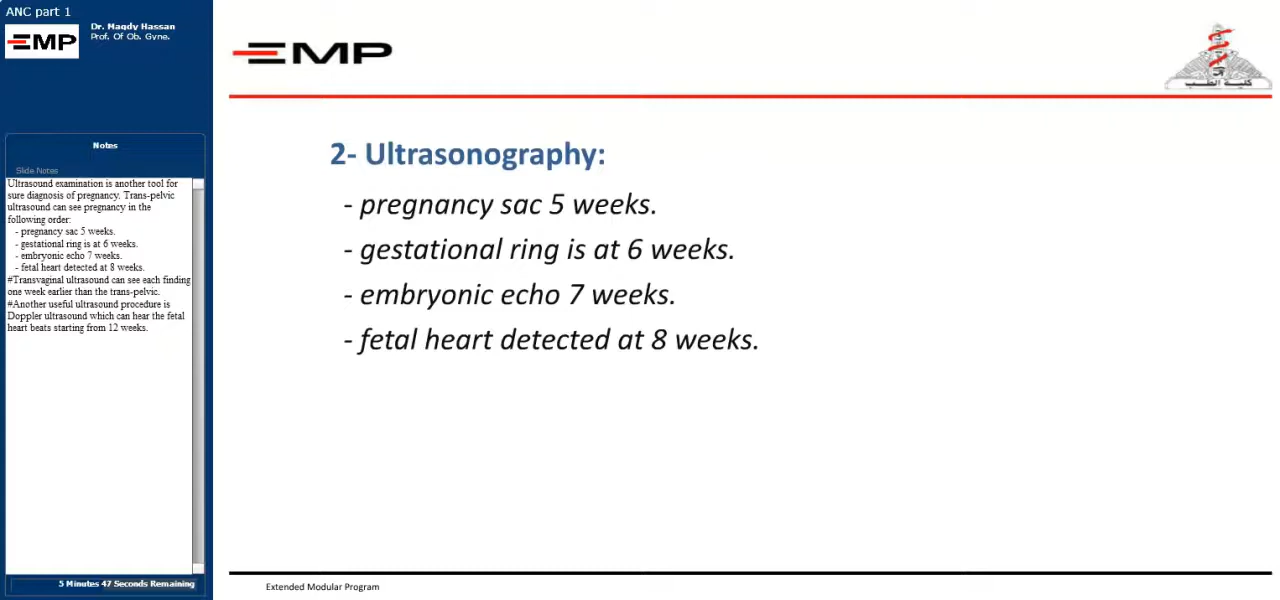 ANC part 1
Dr. Maqdy Hassan
Prof. Of Ob. Gyne.
EMP
Notes
Slide Notes
Ultrasound examination is another tool for
sure diagnosis of pregnancy. Trans-pelvic
ultrasound can see pregnancy in the
following order:
- pregnancy sac 5 weeks.
- gestational ring is at 6 weeks.
- embryonic echo 7 weeks.
- fetal heart detected at 8 weeks.
#Transvaginal ultrasound can see each finding
one week earlier than the trans-pelvic.
#Another useful ultrasound procedure is
Doppler ultrasound which can hear the fetal
heart beats starting from 12 weeks.
5 Minutes 47 Seconds Remaining
EMP
كلية الطب
2- Ultrasonography:
- pregnancy sac 5 weeks.
- gestational ring is at 6 weeks.
- embryonic echo 7 weeks.
- fetal heart detected at 8 weeks.
Extended Modular Program